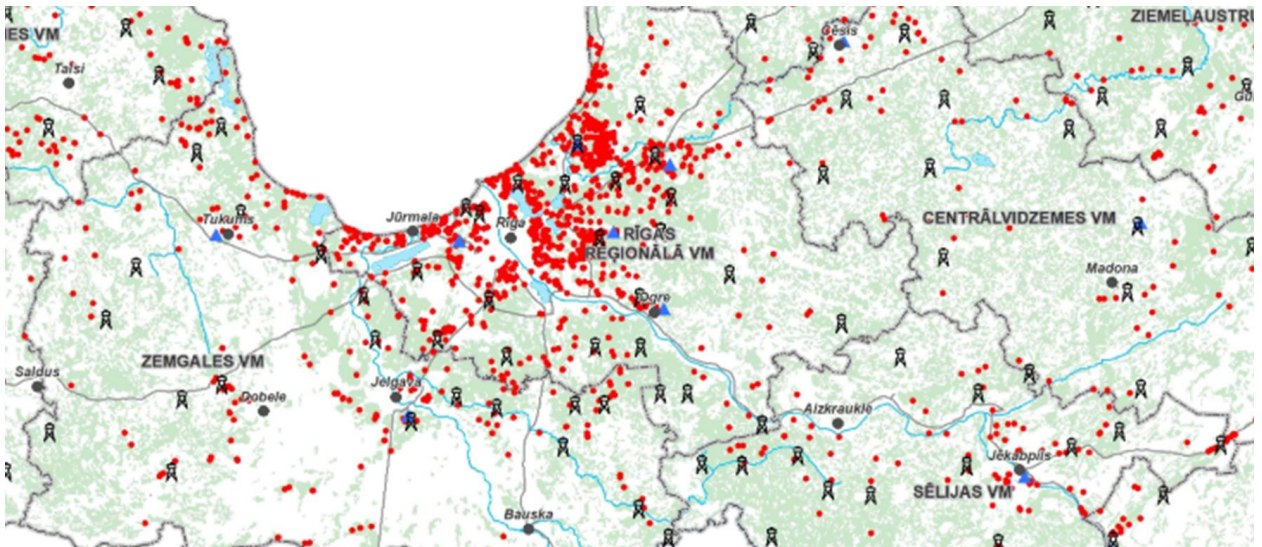 ZIEMEĻAUSTRU
IES VM
Cēsis
Talsi
Tukums
Jūrmala
Rīga
RĪGAS
REĢIONĀLĀ VM
CENTRĀLVIDZEMES VM
Madona
Ogre
ZEMGALES VM
Saldus
Dobele
Jelgava
Aizkraukle
Jēkabpils
SĒLIJAS VM
Bauska